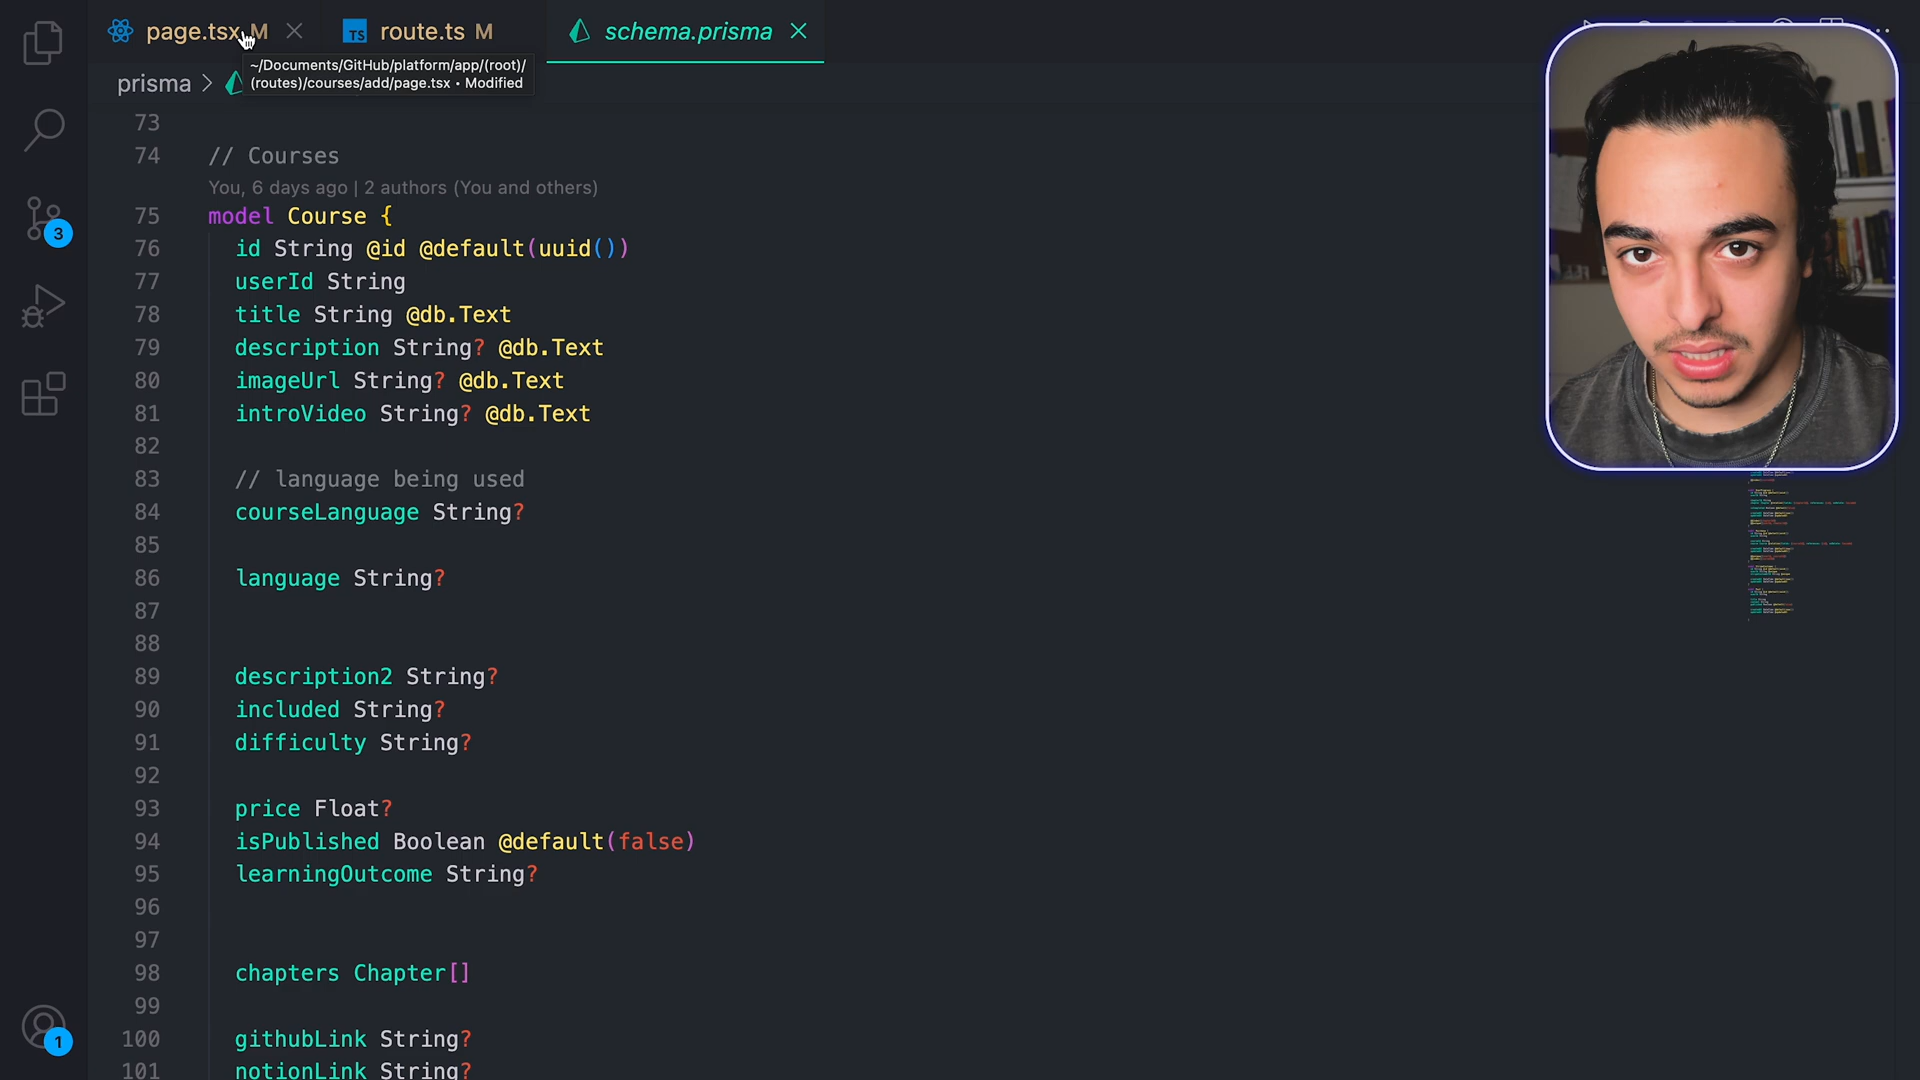 page.tsx M
TS route.ts M
schema.prisma
prisma >
~/Documents/GitHub/platform/app/(root)/
(routes)/courses/add/page.tsx • Modified
73
74 // Courses
You, 6 days ago | 2 authors (You and others)
75 model Course {
76 id String @id @default(uuid())
77 userId String
78 title String @db.Text
79 description String? @db.Text
80 imageUrl String? @db.Text
81 introVideo String? @db.Text
82
83 // language being used
84 courseLanguage String?
85
86 language String?
87
88
89 description2 String?
90 included String?
91 difficulty String?
92
93 price Float?
94 isPublished Boolean @default(false)
95 learningOutcome String?
96
97
98 chapters Chapter[]
99
100 githubLink String?
101 notionLink String?
3
1